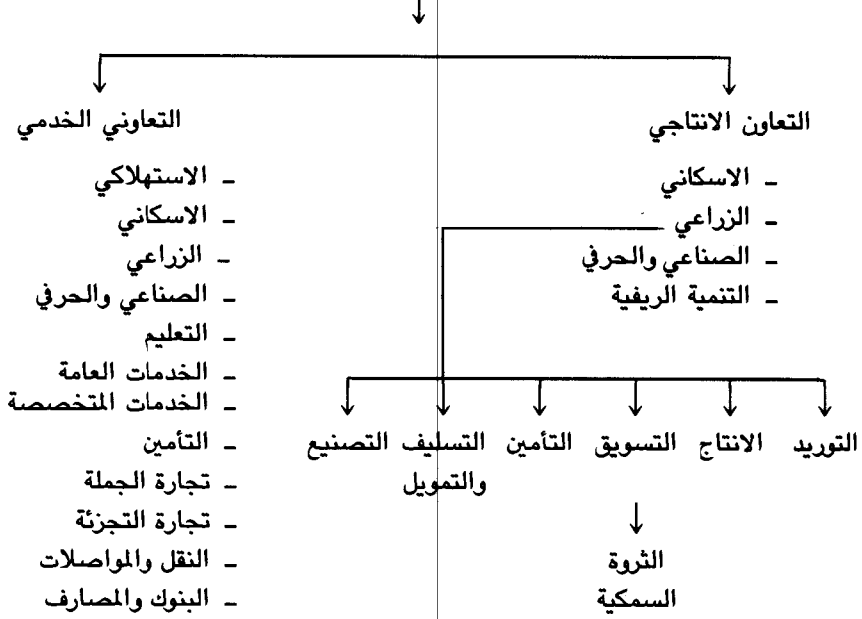 التعاون الانتاجي
التعاوني الخدمي
- الاسكاني
- الزراعي
- الصناعي والحرفي
- التنمية الريفية
- الاستهلاكي
- الاسكاني
- الزراعي
- الصناعي والحرفي
- التعليم
- الخدمات العامة
- الخدمات المتخصصة
- التأمين
- تجارة الجملة
- تجارة التجزئة
- النقل والمواصلات
- البنوك والمصارف
التوريد
الانتاج
التسويق
التأمين
التسليف
والتمويل
التصنيع
الثروة
السمكية